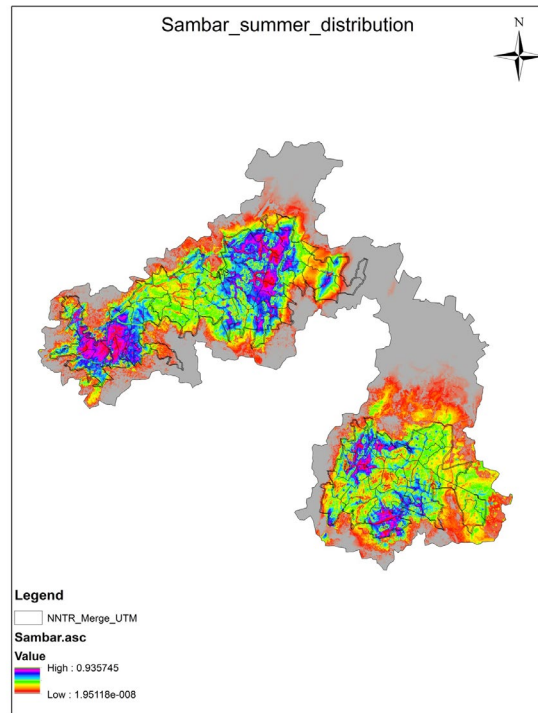 Sambar_summer_distribution
N
Legend
NNTR_Merge_UTM
Sambar.asc
Value
High : 0.935745
Low : 1.95118e-008